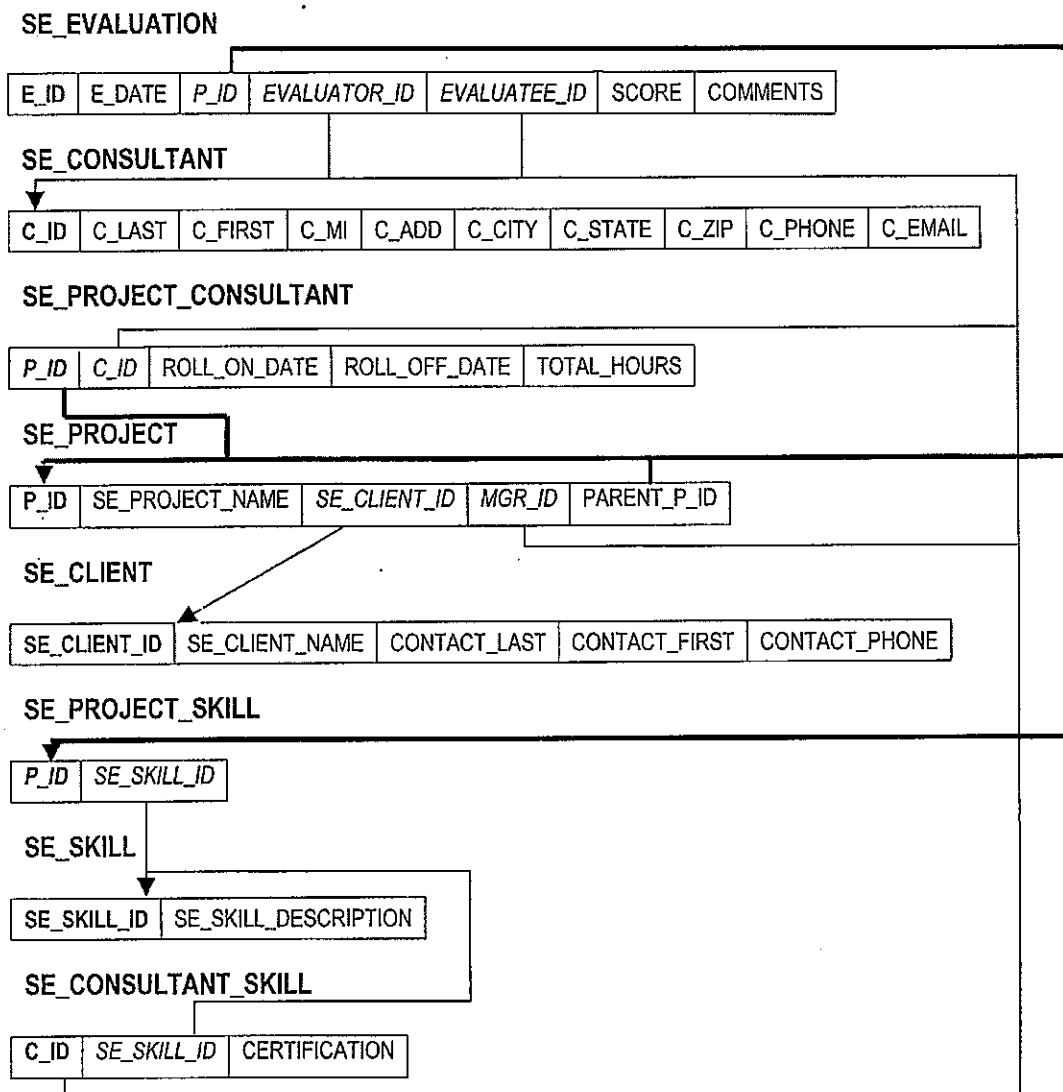 SE_EVALUATION
E_ID E_DATE P_ID EVALUATOR_ID EVALUATEE_ID SCORE COMMENTS
SE_CONSULTANT
C_ID C_LAST C_FIRST C_MI C_ADD C_CITY C_STATE C_ZIP C_PHONE C_EMAIL
SE_PROJECT_CONSULTANT
P_ID C_ID ROLL_ON_DATE ROLL_OFF_DATE TOTAL_HOURS
SE_PROJECT
P_ID SE_PROJECT_NAME SE_CLIENT_ID MGR_ID PARENT_P_ID
SE_CLIENT
SE_CLIENT_ID SE_CLIENT_NAME CONTACT_LAST CONTACT_FIRST CONTACT_PHONE
SE_PROJECT_SKILL
P_ID SE_SKILL_ID
SE_SKILL
SE_SKILL_ID SE_SKILL_DESCRIPTION
SE_CONSULTANT_SKILL
C_ID SE_SKILL_ID CERTIFICATION